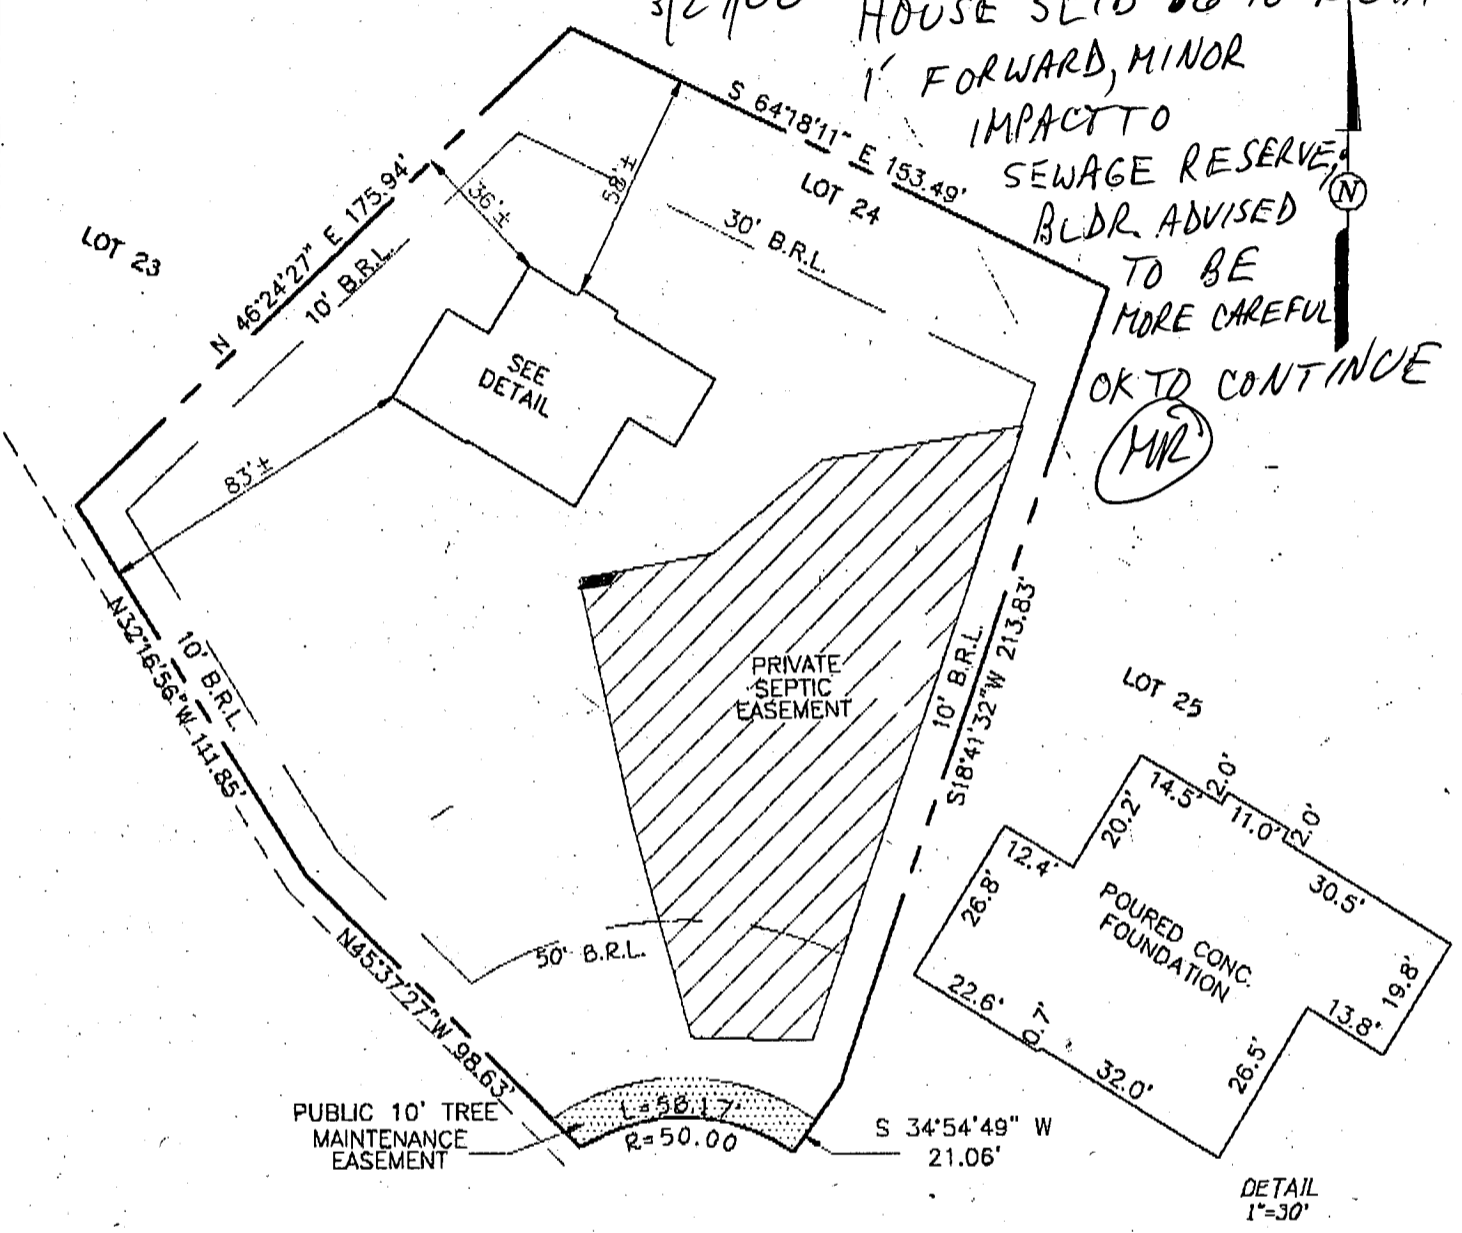 HOUSE SLID
1' FORWARD, MINOR
IMPACT TO
SEWAGE RESERVE,
BLDR. ADVISED
TO BE
MORE CAREFUL
OK TO CONTINUE
MR
N
S 64°18'11" E 153.49'
LOT 24
58'±
36'±
N 46°24'27" E 175.94'
10' B.R.L.
30' B.R.L.
LOT 23
SEE
DETAIL
83'±
N32°16'56"W 111.85'
10' B.R.L.
PRIVATE
SEPTIC
EASEMENT
10' B.R.L.
S18°41'32"W 213.83'
LOT 25
50' B.R.L.
N45°37'27"W 98.63'
PUBLIC 10' TREE
MAINTENANCE
EASEMENT
L=58.17'
R=50.00
S 34°54'49" W
21.06'
14.5'
2.0'
11.0'
2.0'
20.2'
12.4'
30.5'
26.8'
POURED CONC.
FOUNDATION
19.8'
13.8'
22.6'
0.7'
32.0'
26.5'
DETAIL
1"=30'